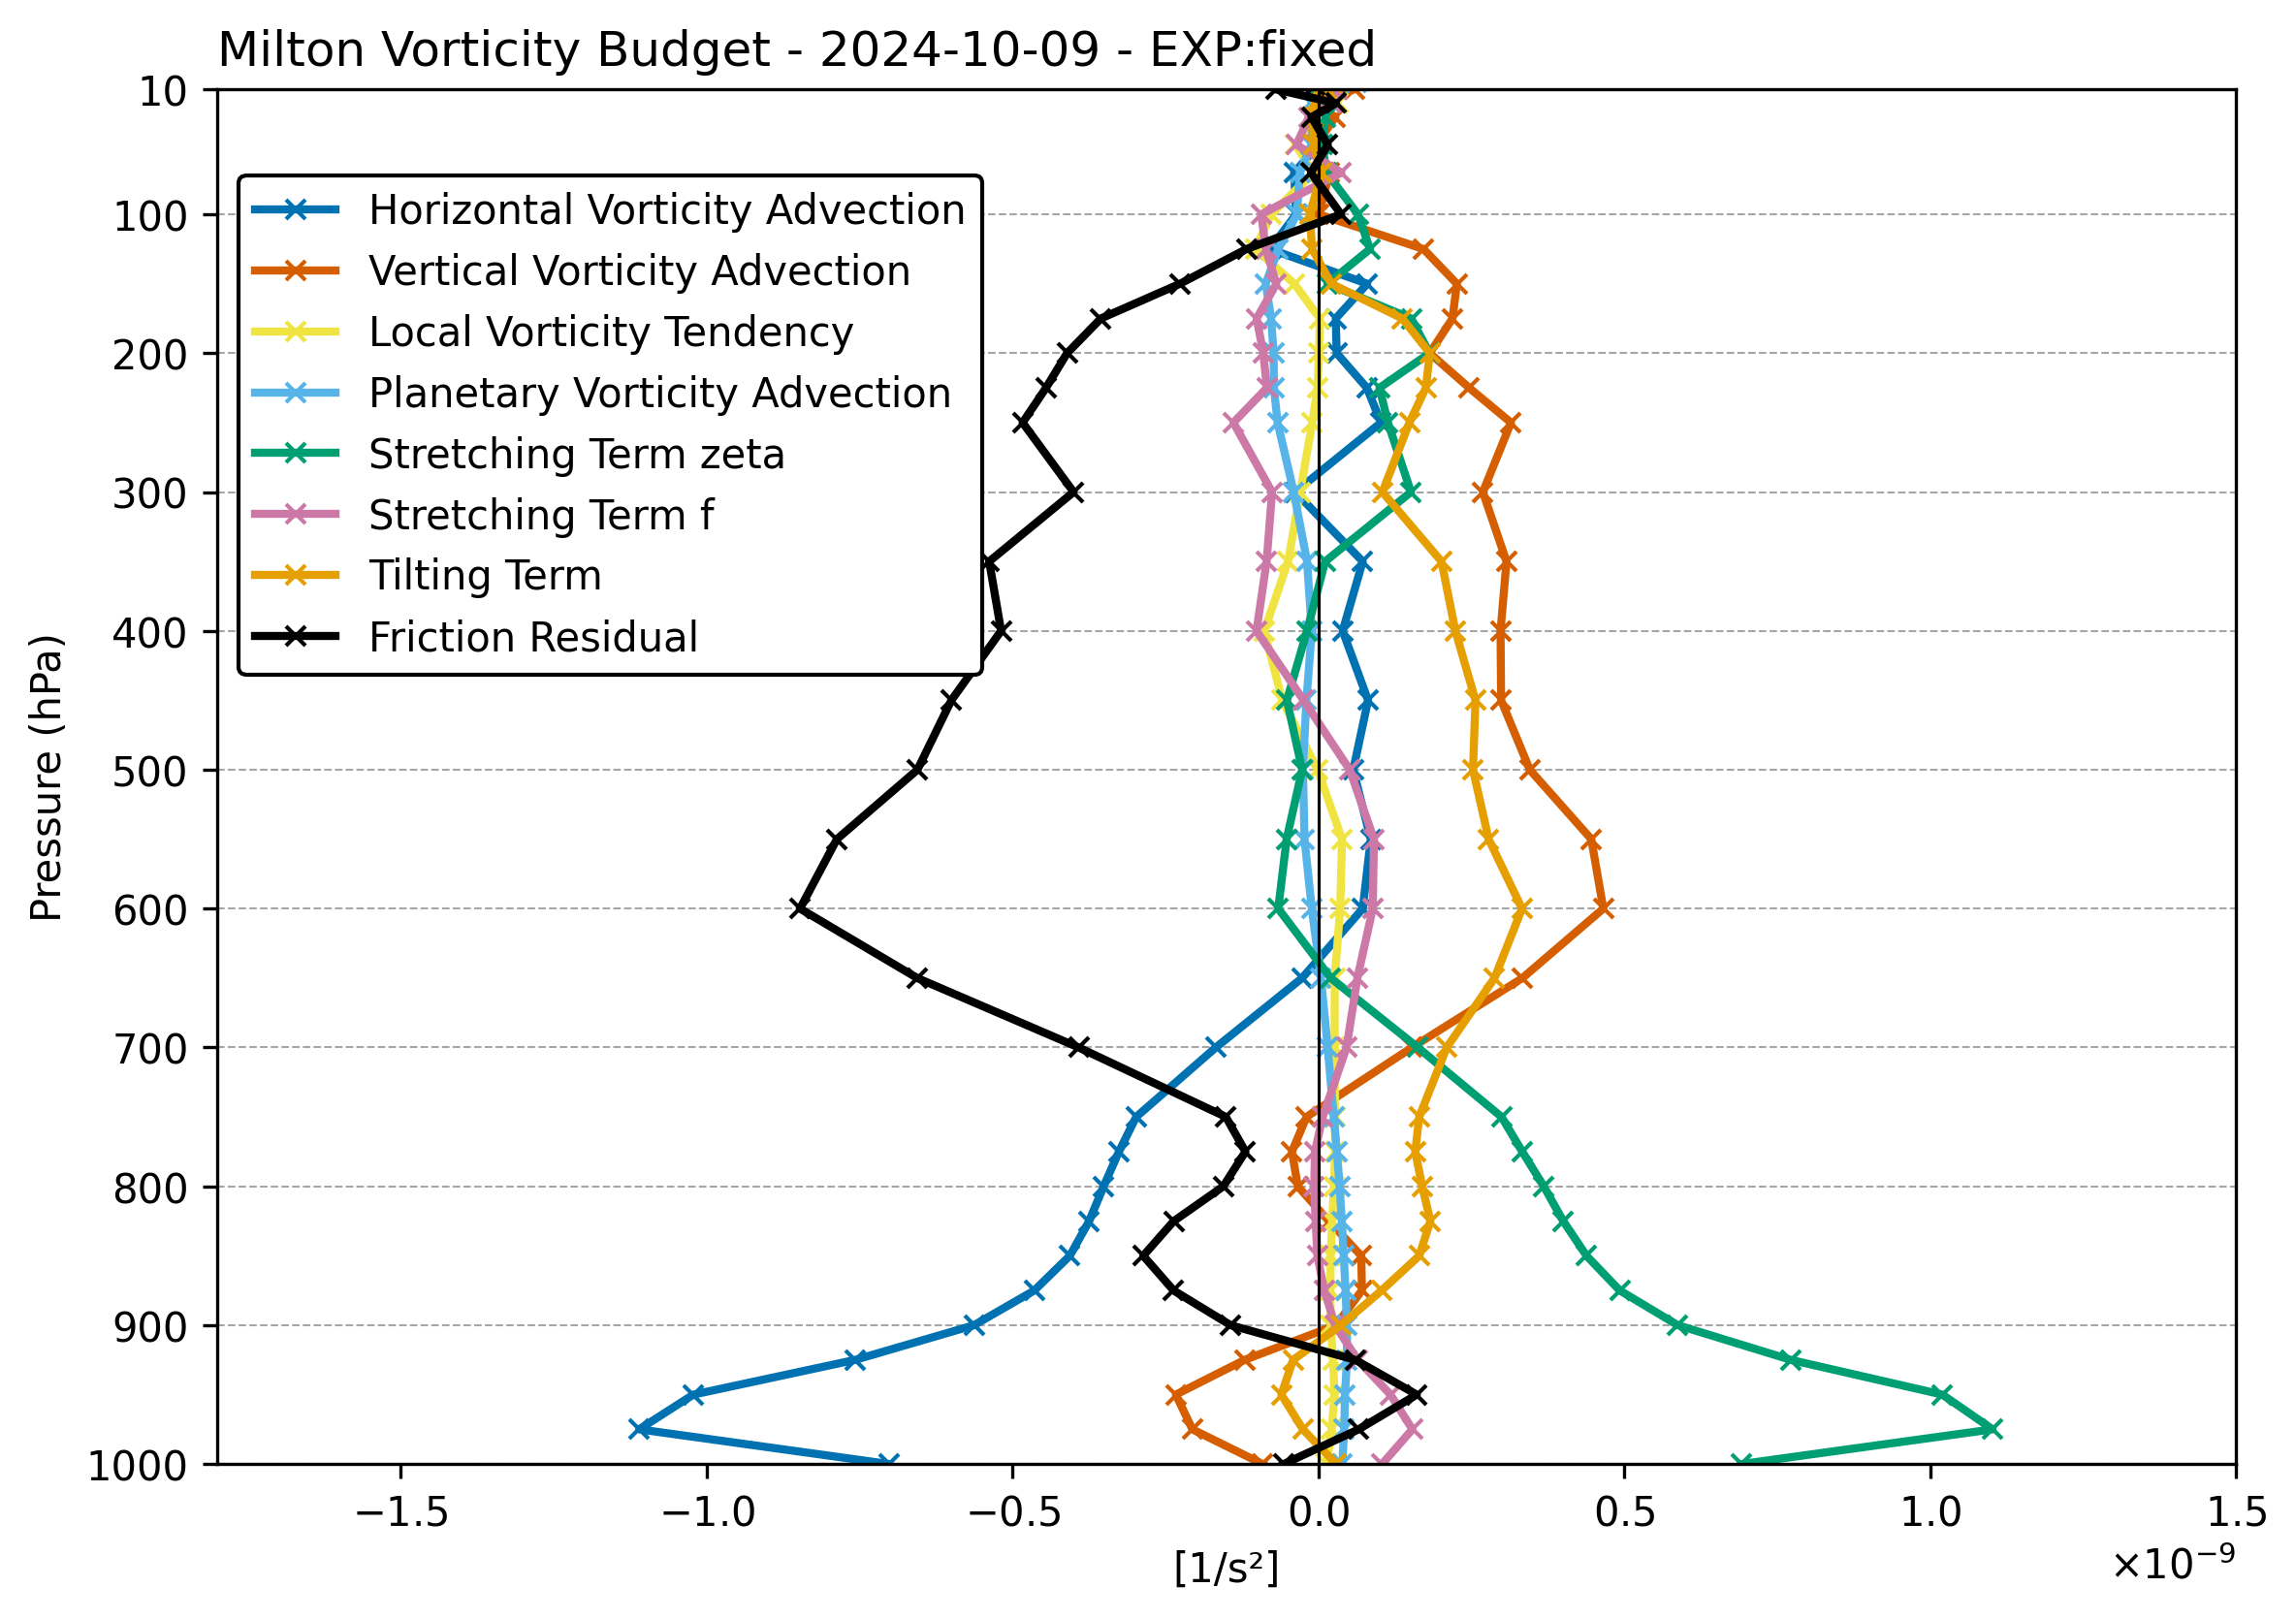 Milton Vorticity Budget - 2024-10-09 - EXP:fixed
10
100
200
300
400
500
600
700
800
900
1000
Pressure (hPa)
Horizontal Vorticity Advection
Vertical Vorticity Advection
Local Vorticity Tendency
Planetary Vorticity Advection
Stretching Term zeta
Stretching Term f
Tilting Term
Friction Residual
−1.5 −1.0 −0.5 0.0 0.5 1.0 1.5
[1/s²]
×10⁻⁹